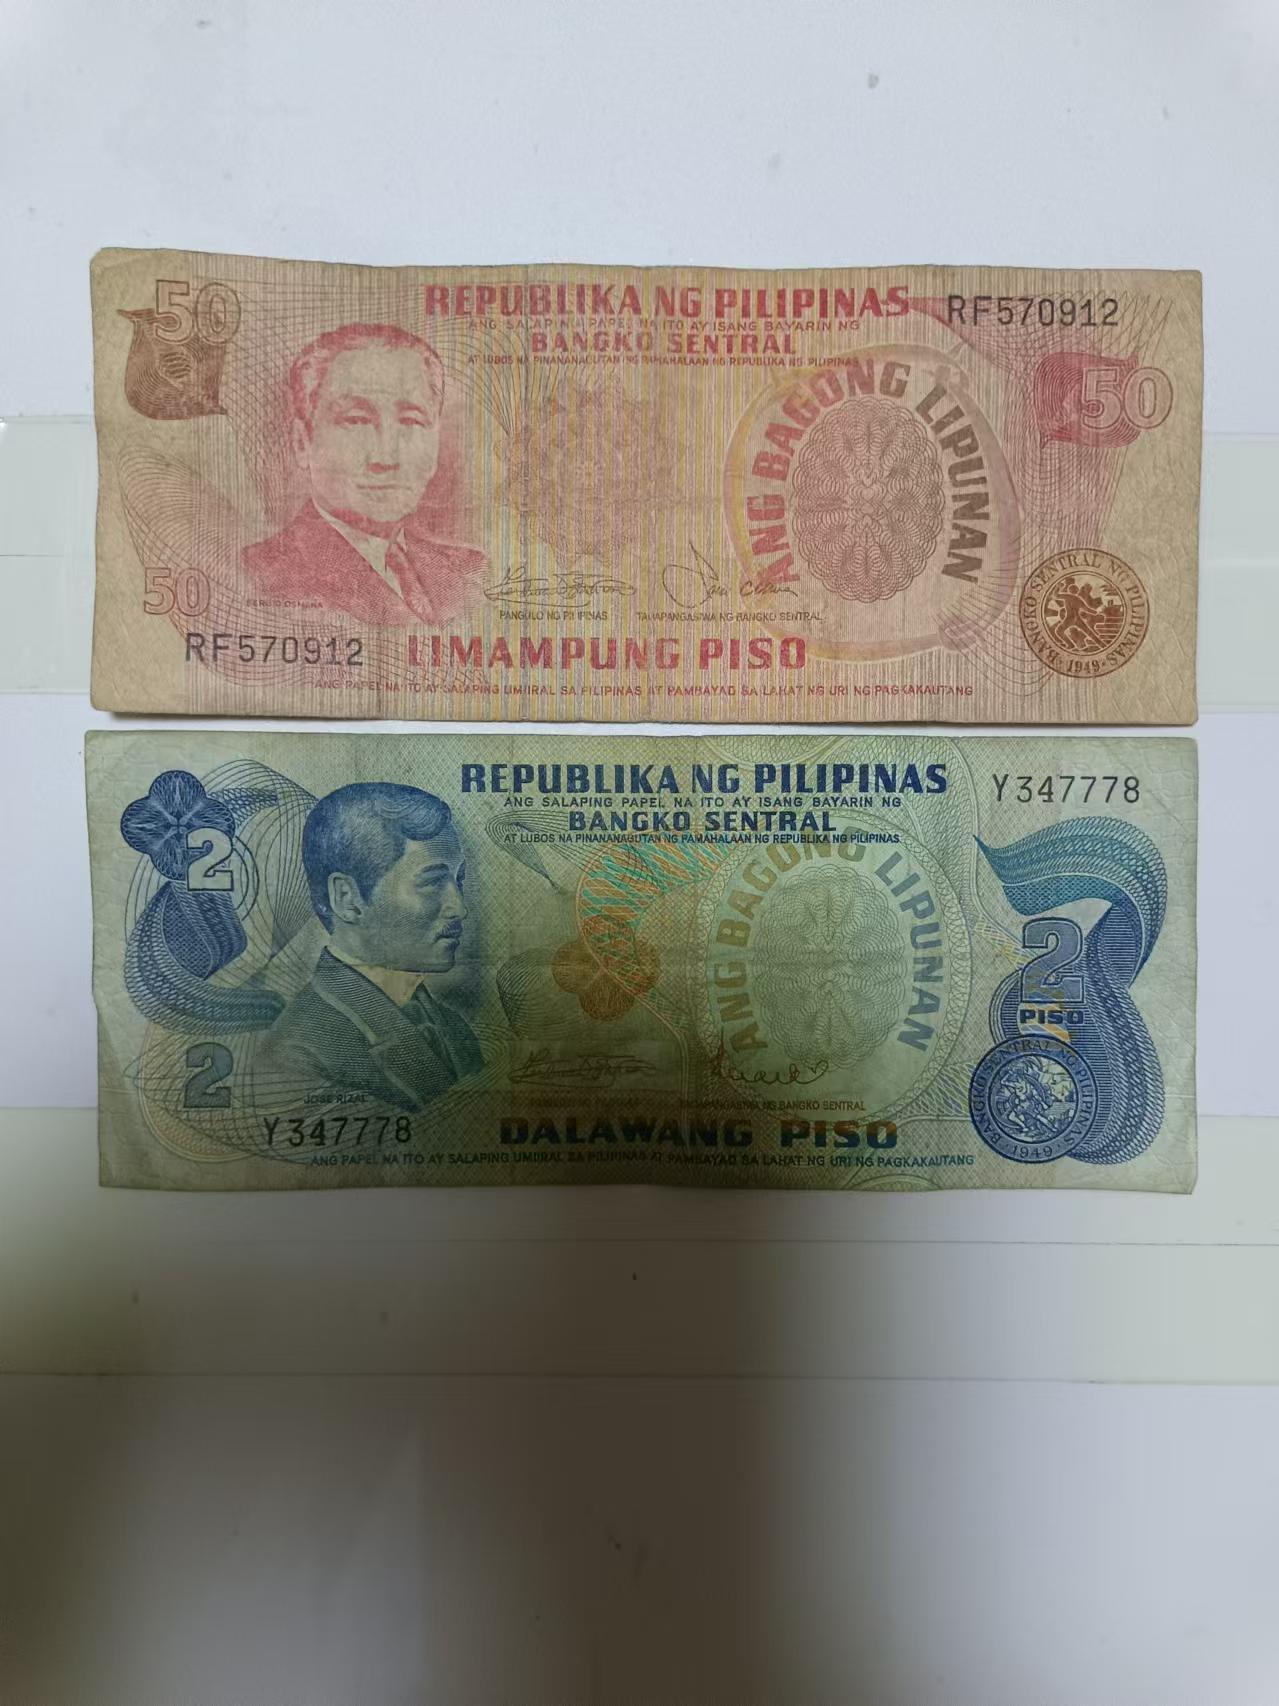 50
REPUBLIKA NG PILIPINAS
RF570912
ANG SALAPING PAPEL NA ITO AY ISANG BAYARIN NG
BANGKO SENTRAL
AT LUBOS NA PINANANAGUTAN NG PAMAHALAAN NG REPUBLIKA NG PILIPINAS
50
ANG BAGONG LIPUNAN
50
SERGIO OSMEÑA
PANGULO NG PILIPINAS
TAGAPANGASIWA NG BANGKO SENTRAL
BANGKO SENTRAL NG PILIPINAS
1949
RF570912
LIMAMPUNG PISO
ANG PAPEL NA ITO AY SALAPING UMIIRAL SA PILIPINAS AT PAMBAYAD SA LAHAT NG URI NG PAGKAKAUTANG
REPUBLIKA NG PILIPINAS
Y347778
ANG SALAPING PAPEL NA ITO AY ISANG BAYARIN NG
BANGKO SENTRAL
AT LUBOS NA PINANANAGUTAN NG PAMAHALAAN NG REPUBLIKA NG PILIPINAS
2
ANG BAGONG LIPUNAN
2
PISO
2
JOSE RIZAL
TAGAPANGASIWA NG BANGKO SENTRAL
BANGKO SENTRAL NG PILIPINAS
1949
Y347778
DALAWANG PISO
ANG PAPEL NA ITO AY SALAPING UMIIRAL SA PILIPINAS AT PAMBAYAD SA LAHAT NG URI NG PAGKAKAUTANG